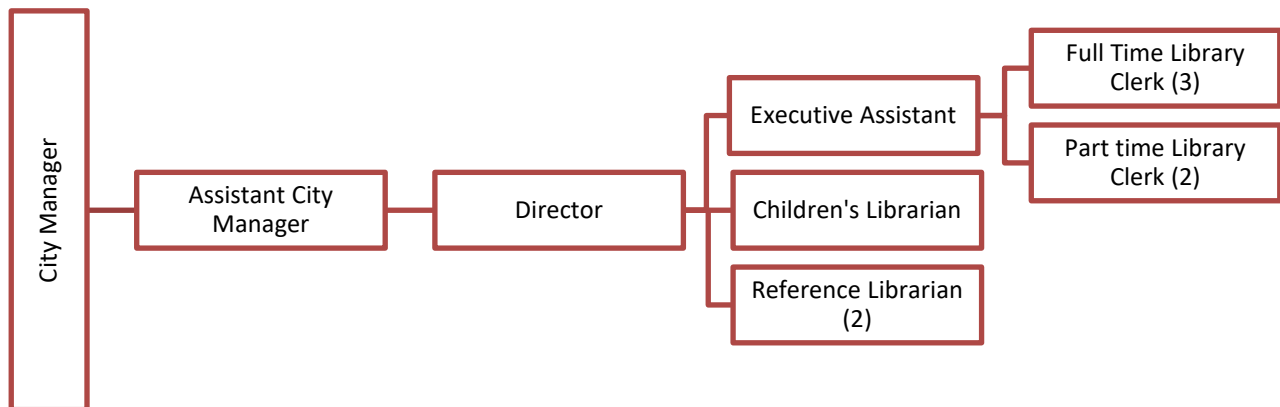 City Manager
Assistant City
Manager
Director
Executive Assistant
Full Time Library
Clerk (3)
Part time Library
Clerk (2)
Children's Librarian
Reference Librarian
(2)